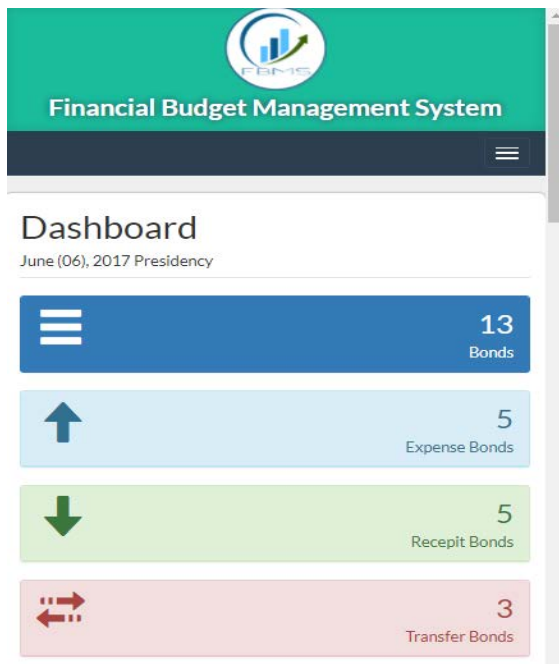 FBMS
Financial Budget Management System
Dashboard
June (06), 2017 Presidency
13
Bonds
5
Expense Bonds
5
Recepit Bonds
3
Transfer Bonds